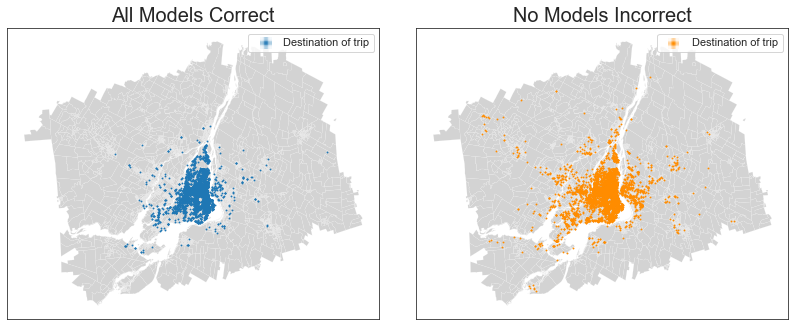 All Models Correct
Destination of trip
No Models Incorrect
Destination of trip